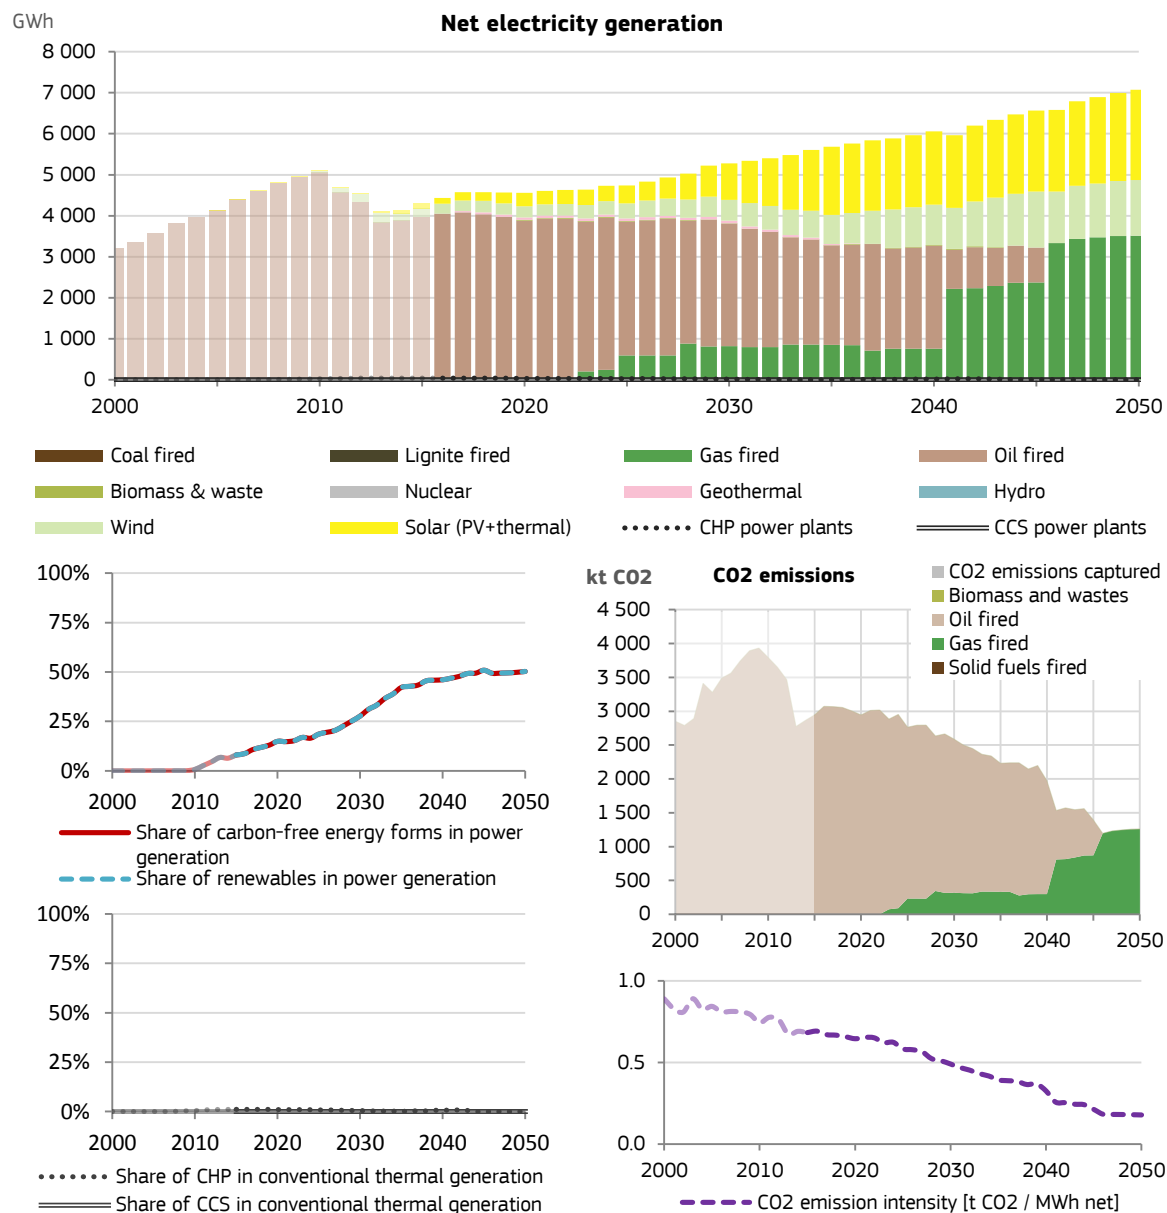 GWh
Net electricity generation
8 000
7 000
6 000
5 000
4 000
3 000
2 000
1 000
0
2000 2010 2020 2030 2040 2050
Coal fired Lignite fired Gas fired Oil fired
Biomass & waste Nuclear Geothermal Hydro
Wind Solar (PV+thermal) CHP power plants CCS power plants
100%
75%
50%
25%
0%
2000 2010 2020 2030 2040 2050
Share of carbon-free energy forms in power
generation
Share of renewables in power generation
kt CO2
CO2 emissions
CO2 emissions captured
Biomass and wastes
Oil fired
Gas fired
Solid fuels fired
4 500
4 000
3 500
3 000
2 500
2 000
1 500
1 000
500
0
2000 2010 2020 2030 2040 2050
100%
75%
50%
25%
0%
2000 2010 2020 2030 2040 2050
Share of CHP in conventional thermal generation
Share of CCS in conventional thermal generation
1.0
0.5
0.0
2000 2010 2020 2030 2040 2050
CO2 emission intensity [t CO2 / MWh net]